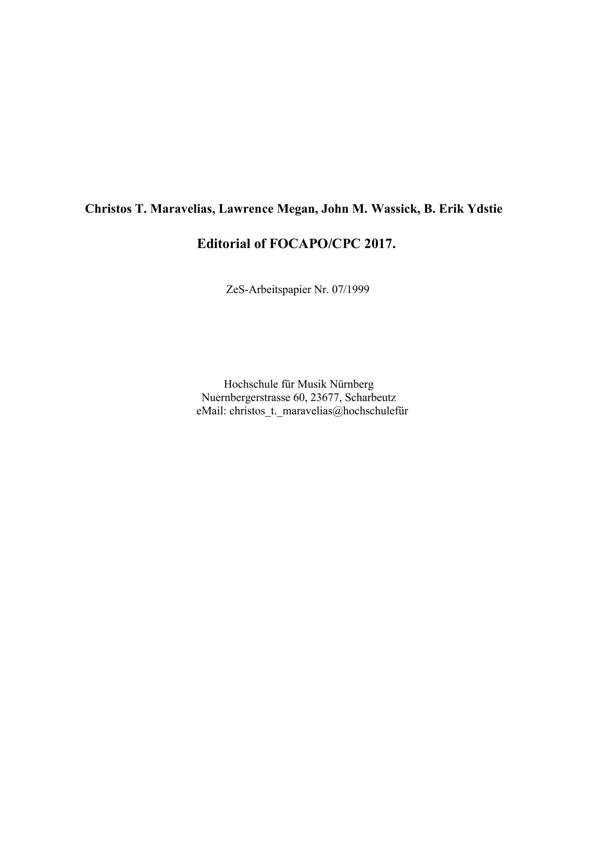 Christos T. Maravelias, Lawrence Megan, John M. Wassick, B. Erik Ydstie
Editorial of FOCAPO/CPC 2017.
ZeS-Arbeitspapier Nr. 07/1999
Hochschule für Musik Nürnberg
Nuernbergerstrasse 60, 23677, Scharbeutz
eMail: christos_t._maravelias@hochschulefür